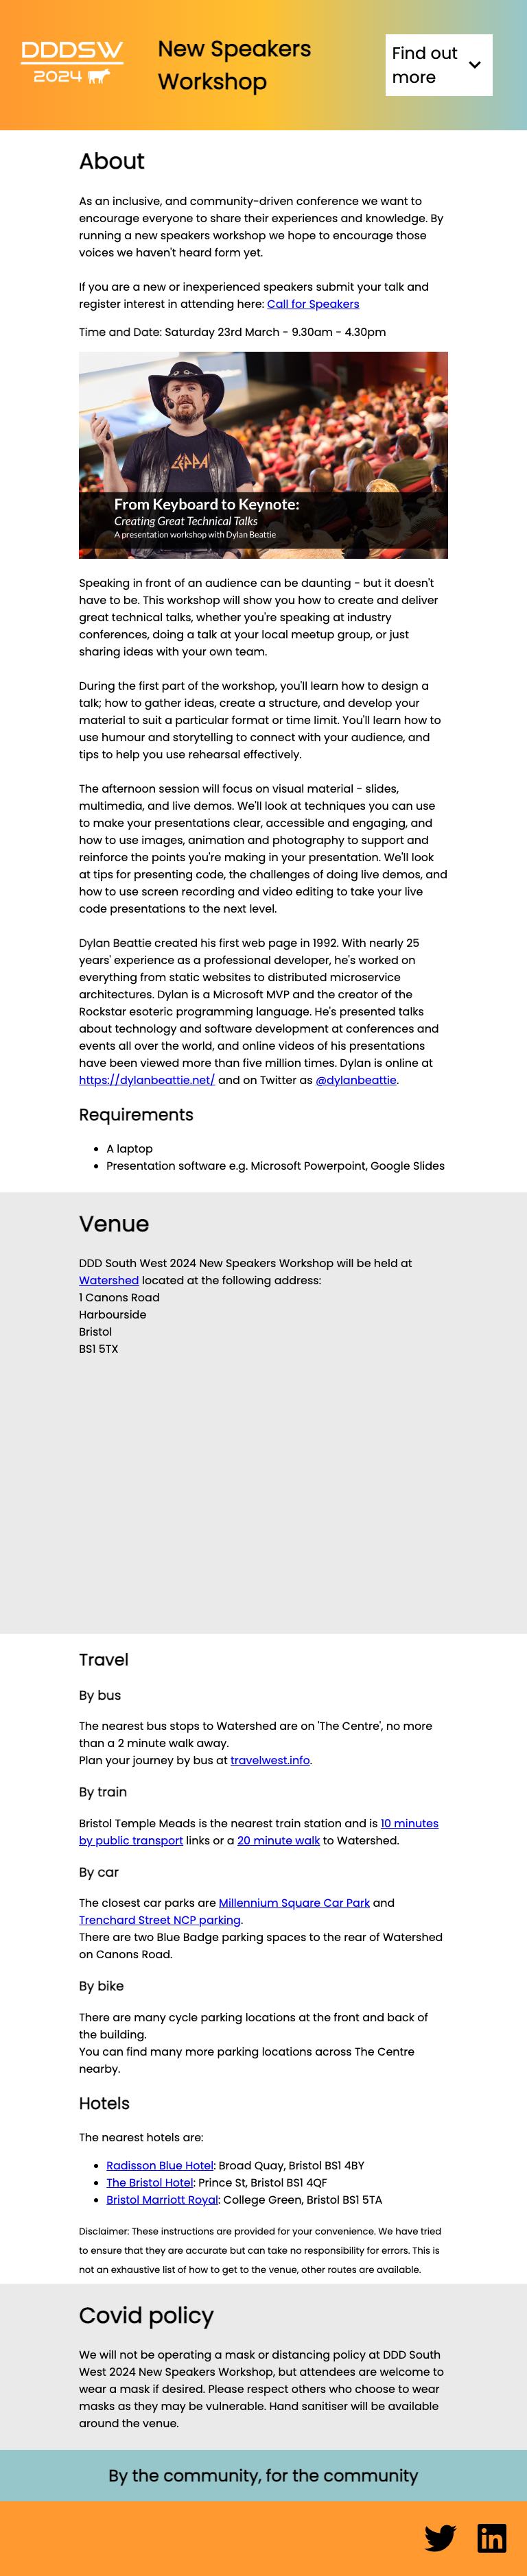 DDDSW
2024
New Speakers
Workshop
Find out
more
About
As an inclusive, and community-driven conference we want to
encourage everyone to share their experiences and knowledge. By
running a new speakers workshop we hope to encourage those
voices we haven't heard form yet.
If you are a new or inexperienced speakers submit your talk and
register interest in attending here: Call for Speakers
Time and Date: Saturday 23rd March - 9.30am - 4.30pm
LEPPA
From Keyboard to Keynote:
Creating Great Technical Talks
A presentation workshop with Dylan Beattie
Speaking in front of an audience can be daunting - but it doesn't
have to be. This workshop will show you how to create and deliver
great technical talks, whether you're speaking at industry
conferences, doing a talk at your local meetup group, or just
sharing ideas with your own team.
During the first part of the workshop, you'll learn how to design a
talk; how to gather ideas, create a structure, and develop your
material to suit a particular format or time limit. You'll learn how to
use humour and storytelling to connect with your audience, and
tips to help you use rehearsal effectively.
The afternoon session will focus on visual material - slides,
multimedia, and live demos. We'll look at techniques you can use
to make your presentations clear, accessible and engaging, and
how to use images, animation and photography to support and
reinforce the points you're making in your presentation. We'll look
at tips for presenting code, the challenges of doing live demos, and
how to use screen recording and video editing to take your live
code presentations to the next level.
Dylan Beattie created his first web page in 1992. With nearly 25
years' experience as a professional developer, he's worked on
everything from static websites to distributed microservice
architectures. Dylan is a Microsoft MVP and the creator of the
Rockstar esoteric programming language. He's presented talks
about technology and software development at conferences and
events all over the world, and online videos of his presentations
have been viewed more than five million times. Dylan is online at
https://dylanbeattie.net/ and on Twitter as @dylanbeattie.
Requirements
• A laptop
• Presentation software e.g. Microsoft Powerpoint, Google Slides
Venue
DDD South West 2024 New Speakers Workshop will be held at
Watershed located at the following address:
1 Canons Road
Harbourside
Bristol
BS1 5TX
Travel
By bus
The nearest bus stops to Watershed are on 'The Centre', no more
than a 2 minute walk away.
Plan your journey by bus at travelwest.info.
By train
Bristol Temple Meads is the nearest train station and is 10 minutes
by public transport links or a 20 minute walk to Watershed.
By car
The closest car parks are Millennium Square Car Park and
Trenchard Street NCP parking.
There are two Blue Badge parking spaces to the rear of Watershed
on Canons Road.
By bike
There are many cycle parking locations at the front and back of
the building.
You can find many more parking locations across The Centre
nearby.
Hotels
The nearest hotels are:
• Radisson Blue Hotel: Broad Quay, Bristol BS1 4BY
• The Bristol Hotel: Prince St, Bristol BS1 4QF
• Bristol Marriott Royal: College Green, Bristol BS1 5TA
Disclaimer: These instructions are provided for your convenience. We have tried
to ensure that they are accurate but can take no responsibility for errors. This is
not an exhaustive list of how to get to the venue, other routes are available.
Covid policy
We will not be operating a mask or distancing policy at DDD South
West 2024 New Speakers Workshop, but attendees are welcome to
wear a mask if desired. Please respect others who choose to wear
masks as they may be vulnerable. Hand sanitiser will be available
around the venue.
By the community, for the community
in